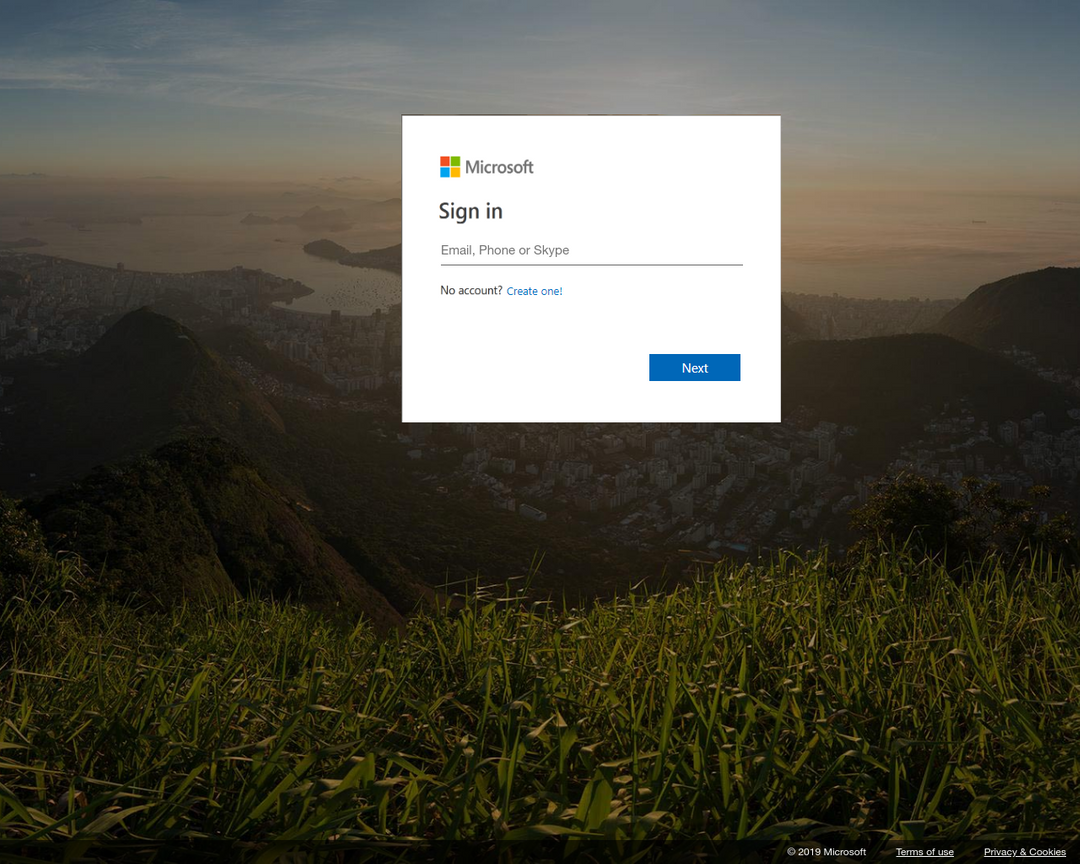 Microsoft
Sign in
Email, Phone or Skype
No account? Create one!
Next
© 2019 Microsoft Terms of use Privacy & Cookies